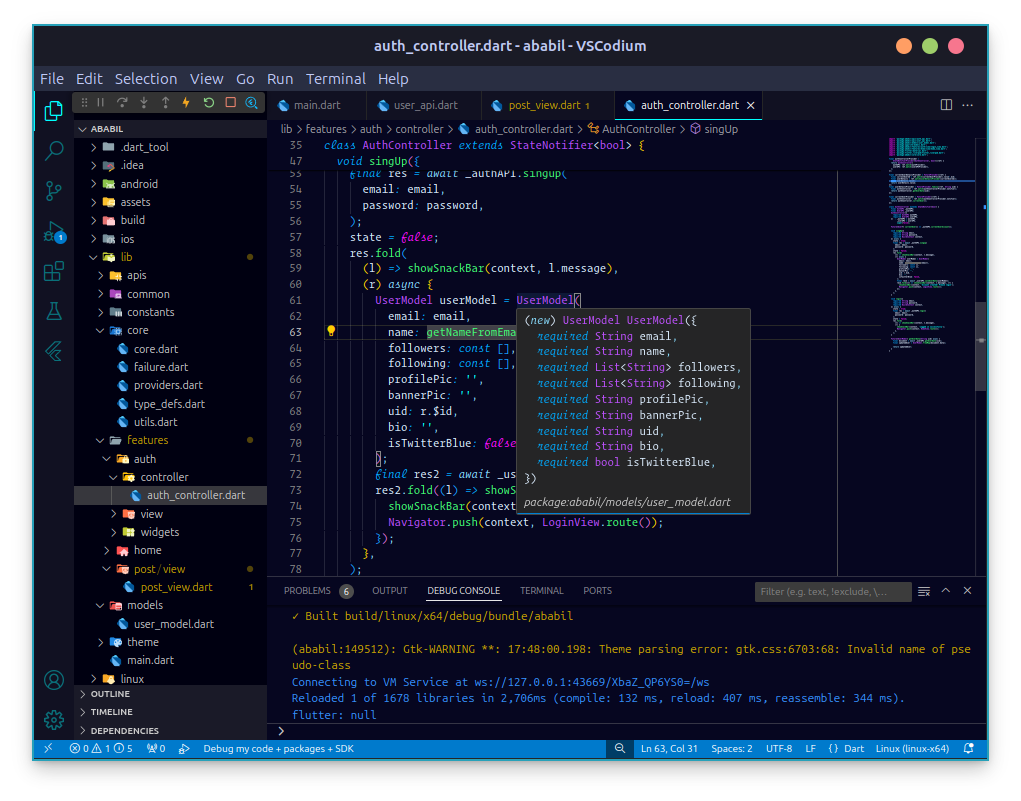 auth_controller.dart - ababil - VSCodium
File Edit Selection View Go Run Terminal Help
main.dart
user_api.dart
post_view.dart 1
auth_controller.dart
ABABIL
.dart_tool
.idea
android
assets
build
ios
lib
apis
common
constants
core
core.dart
failure.dart
providers.dart
type_defs.dart
utils.dart
features
auth
controller
auth_controller.dart
view
widgets
home
post/view
post_view.dart 1
models
user_model.dart
theme
main.dart
linux
OUTLINE
TIMELINE
DEPENDENCIES
1
lib > features > auth > controller > auth_controller.dart > AuthController > singUp
35 class AuthController extends StateNotifier<bool> {
47 void singUp({
53 final res = await _authAPI.singup(
54 email: email,
55 password: password,
56 );
57 state = false;
58 res.fold(
59 (l) => showSnackBar(context, l.message),
60 (r) async {
61 UserModel userModel = UserModel(
62 email: email,
63 name: getNameFromEma
64 followers: const [],
65 following: const [],
66 profilePic: '',
67 bannerPic: '',
68 uid: r.$id,
69 bio: '',
70 isTwitterBlue: false
71 );
72 final res2 = await _us
73 res2.fold((l) => showS
74 showSnackBar(context
75 Navigator.push(context, LoginView.route());
76 });
77 },
78 );
(new) UserModel UserModel({
required String email,
required String name,
required List<String> followers,
required List<String> following,
required String profilePic,
required String bannerPic,
required String uid,
required String bio,
required bool isTwitterBlue,
})
package:ababil/models/user_model.dart
PROBLEMS 6 OUTPUT DEBUG CONSOLE TERMINAL PORTS
Filter (e.g. text, !exclude, \...
✓ Built build/linux/x64/debug/bundle/ababil
(ababil:149512): Gtk-WARNING **: 17:48:00.198: Theme parsing error: gtk.css:6703:68: Invalid name of pse
udo-class
Connecting to VM Service at ws://127.0.0.1:43669/XbaZ_QP6YS0=/ws
Reloaded 1 of 1678 libraries in 2,706ms (compile: 132 ms, reload: 407 ms, reassemble: 344 ms).
flutter: null
>
0 1 5 0 Debug my code + packages + SDK Ln 63, Col 31 Spaces: 2 UTF-8 LF {} Dart Linux (linux-x64)